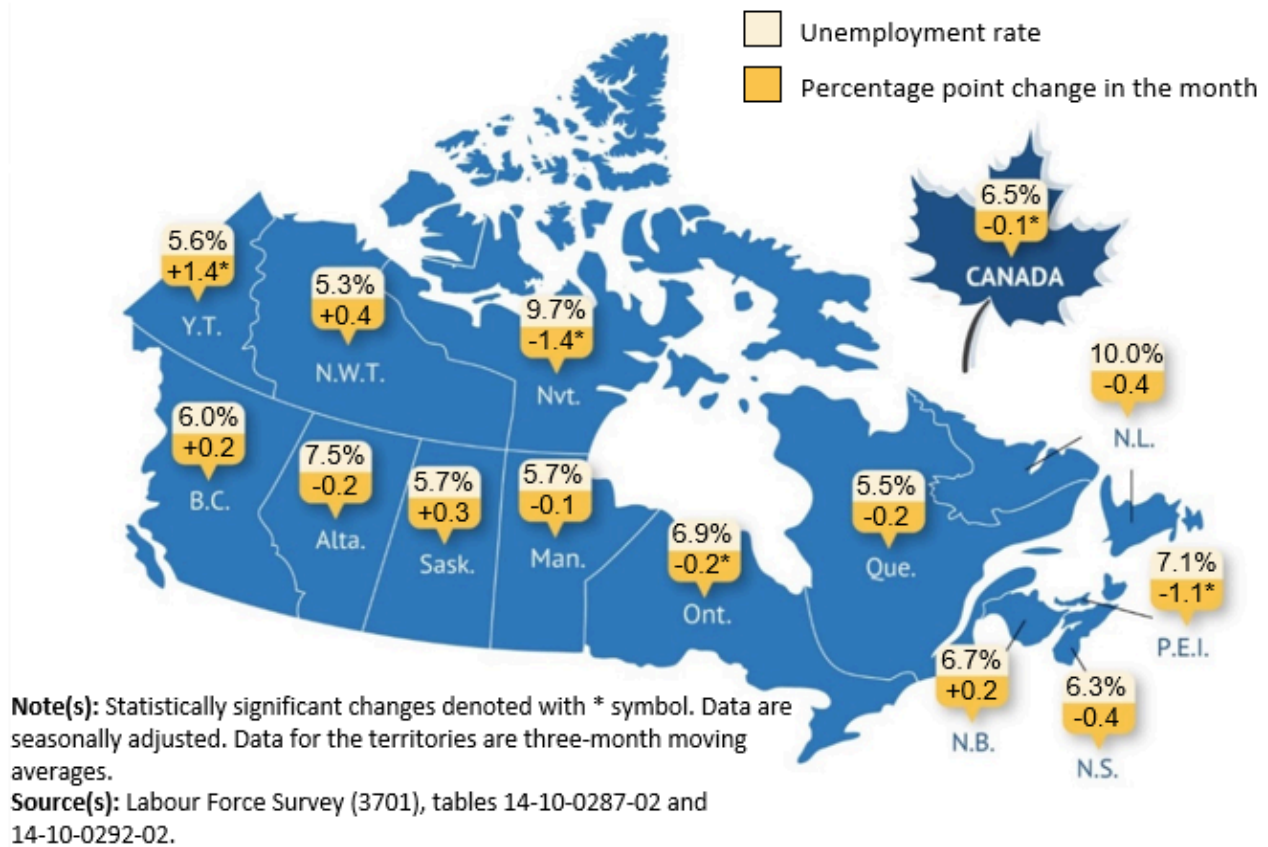 Unemployment rate
Percentage point change in the month
6.5%
-0.1*
CANADA
5.6%
+1.4*
Y.T.
5.3%
+0.4
N.W.T.
9.7%
-1.4*
Nvt.
10.0%
-0.4
N.L.
6.0%
+0.2
B.C.
7.5%
-0.2
Alta.
5.7%
+0.3
Sask.
5.7%
-0.1
Man.
6.9%
-0.2*
Ont.
5.5%
-0.2
Que.
7.1%
-1.1*
P.E.I.
6.7%
+0.2
N.B.
6.3%
-0.4
N.S.
Note(s): Statistically significant changes denoted with * symbol. Data are
seasonally adjusted. Data for the territories are three-month moving
averages.
Source(s): Labour Force Survey (3701), tables 14-10-0287-02 and
14-10-0292-02.